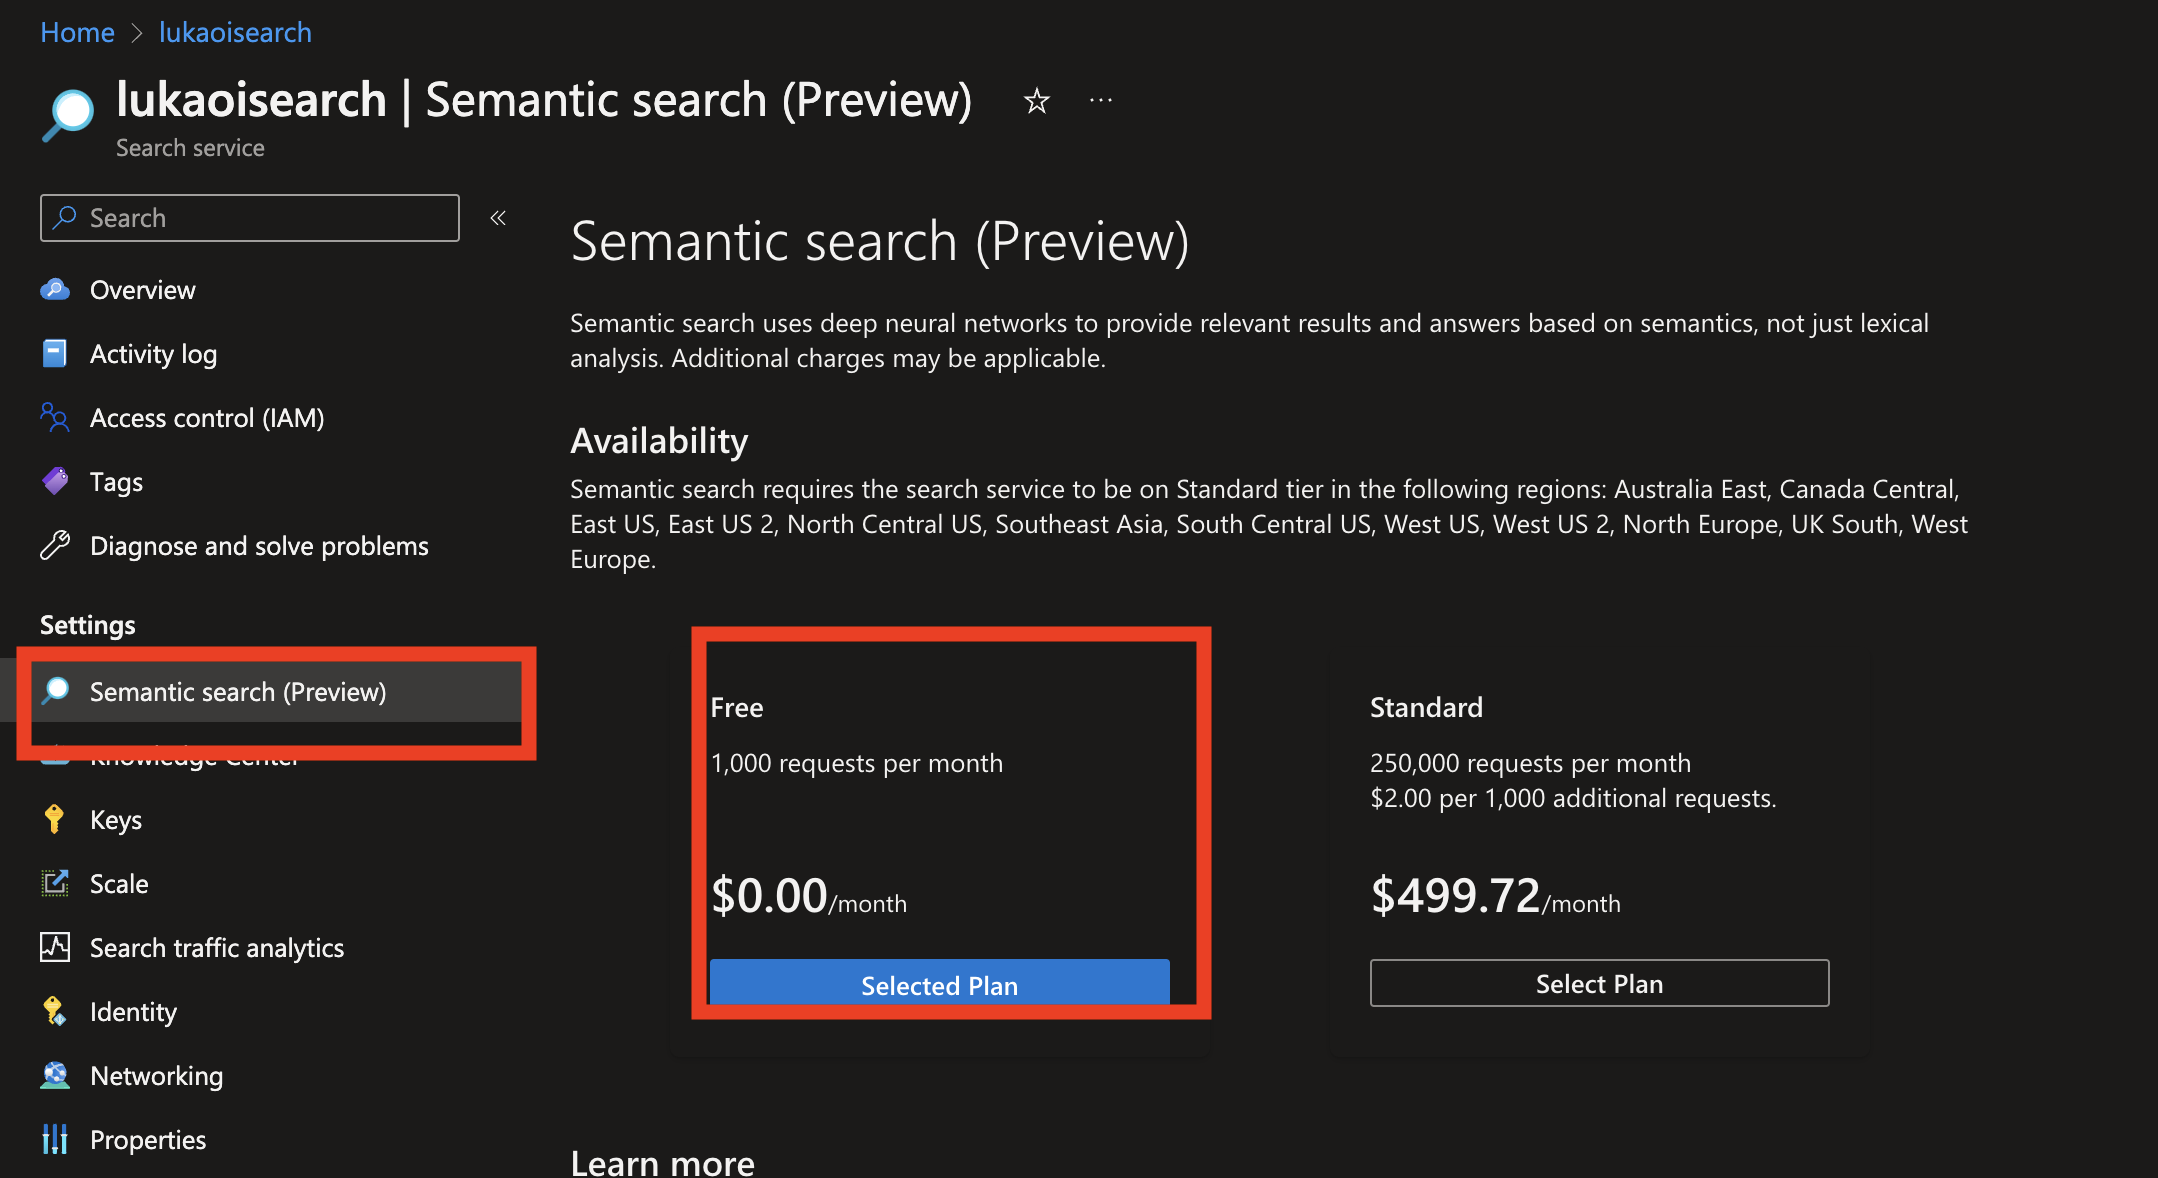 Home > lukaoisearch
lukaoisearch | Semantic search (Preview)
Search service
Search
Overview
Activity log
Access control (IAM)
Tags
Diagnose and solve problems
Settings
Semantic search (Preview)
Knowledge Center
Keys
Scale
Search traffic analytics
Identity
Networking
Properties
Semantic search (Preview)
Semantic search uses deep neural networks to provide relevant results and answers based on semantics, not just lexical
analysis. Additional charges may be applicable.
Availability
Semantic search requires the search service to be on Standard tier in the following regions: Australia East, Canada Central,
East US, East US 2, North Central US, Southeast Asia, South Central US, West US, West US 2, North Europe, UK South, West
Europe.
Free
1,000 requests per month
$0.00/month
Selected Plan
Standard
250,000 requests per month
$2.00 per 1,000 additional requests.
$499.72/month
Select Plan
Learn more